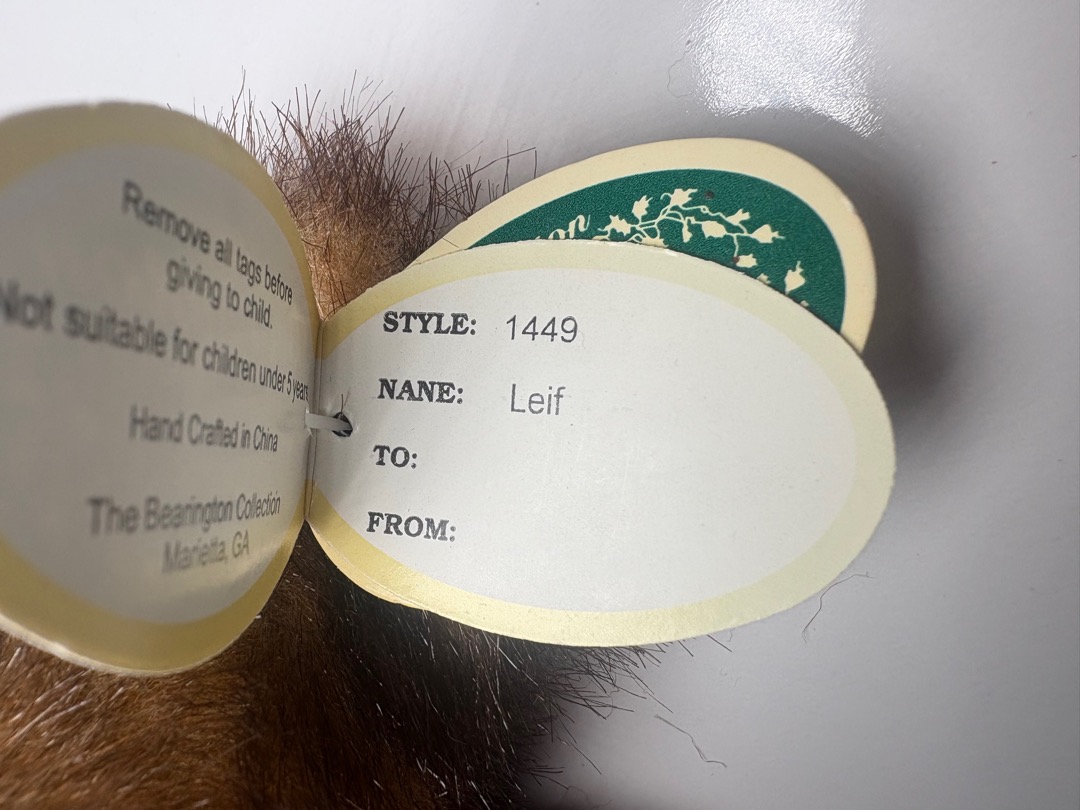 Remove all tags before
giving to child.
Not suitable for children under 5 years
Hand Crafted in China
The Bearington Collection
Marietta, GA
STYLE: 1449
NANE: Leif
TO:
FROM: